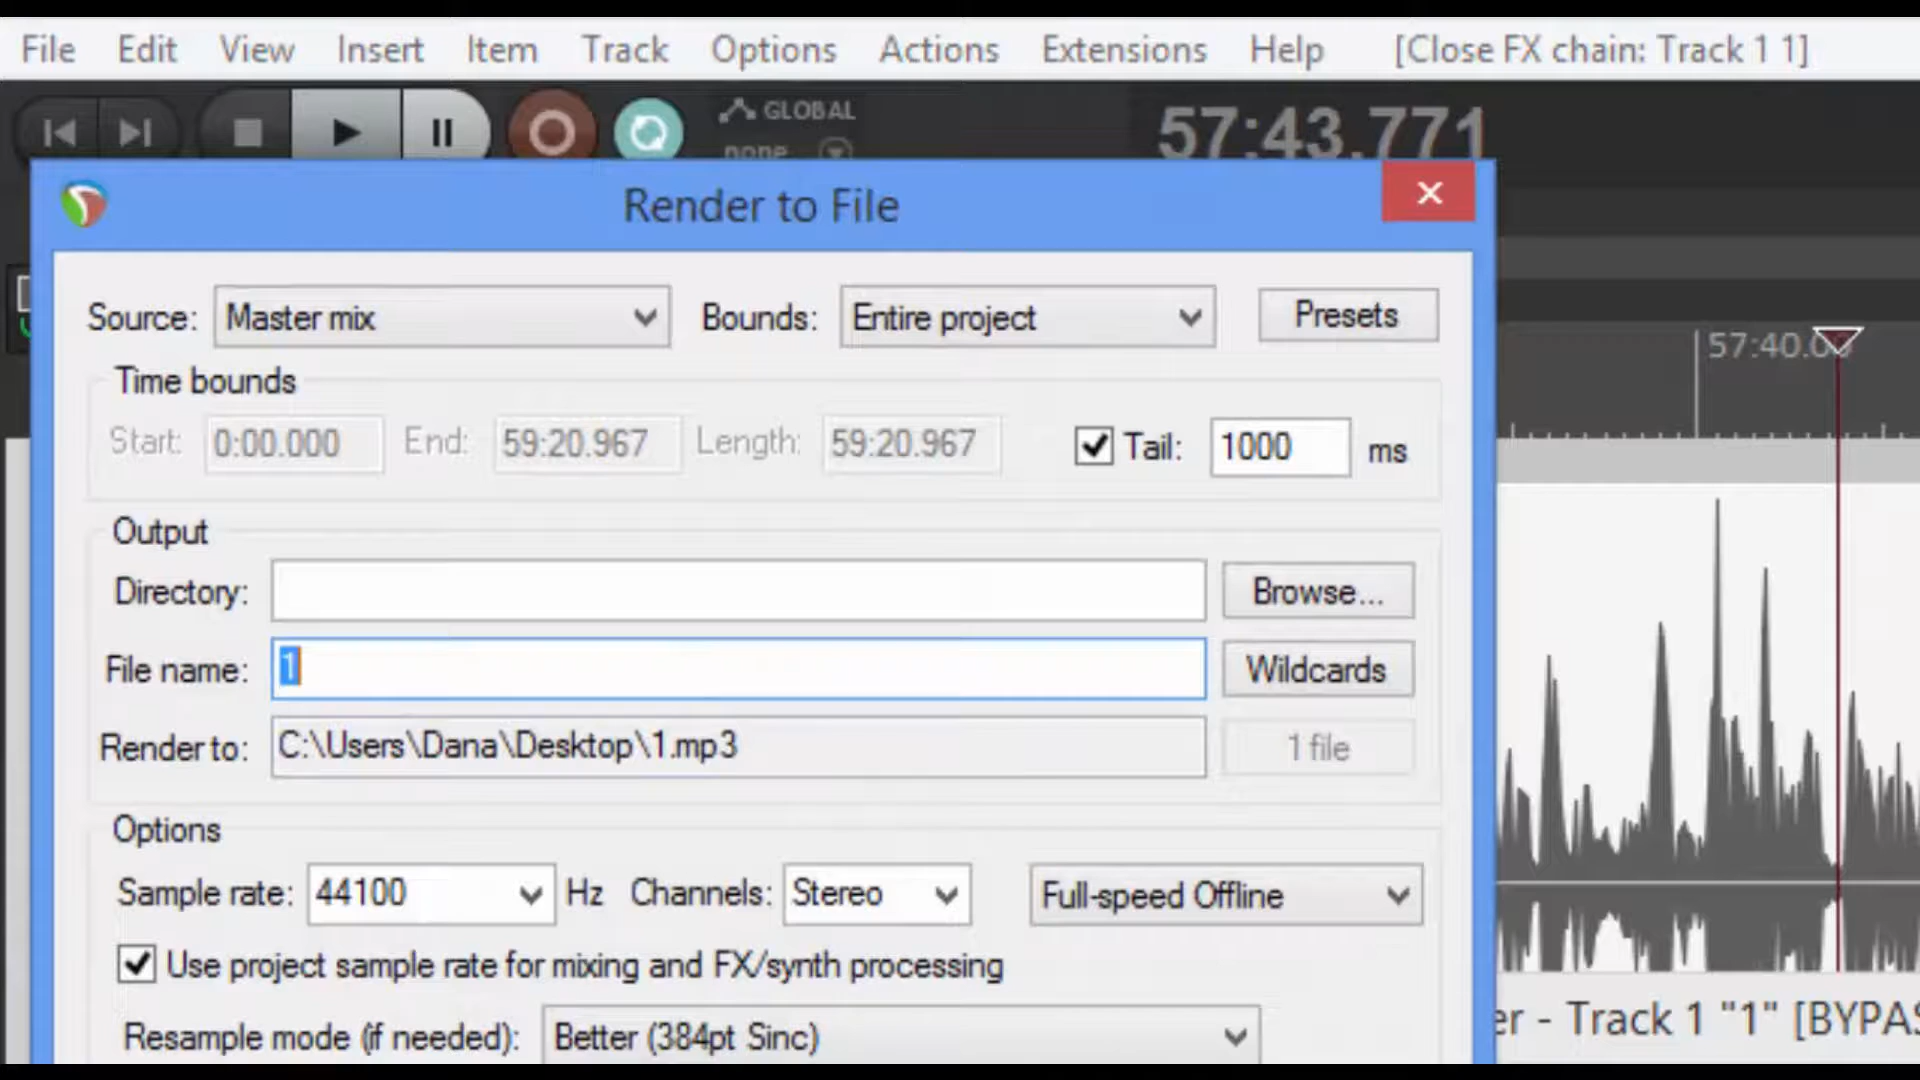 File Edit View Insert Item Track Options Actions Extensions Help [Close FX chain: Track 1 1]
GLOBAL
none
57:43.771
Render to File
Source: Master mix Bounds: Entire project Presets
57:40.00
Time bounds
Start: 0:00.000 End: 59:20.967 Length: 59:20.967 Tail: 1000 ms
Output
Directory: Browse...
File name: 1 Wildcards
Render to: C:\Users\Dana\Desktop\1.mp3 1 file
Options
Sample rate: 44100 Hz Channels: Stereo Full-speed Offline
Use project sample rate for mixing and FX/synth processing
er - Track 1 "1" [BYPAS
Resample mode (if needed): Better (384pt Sinc)